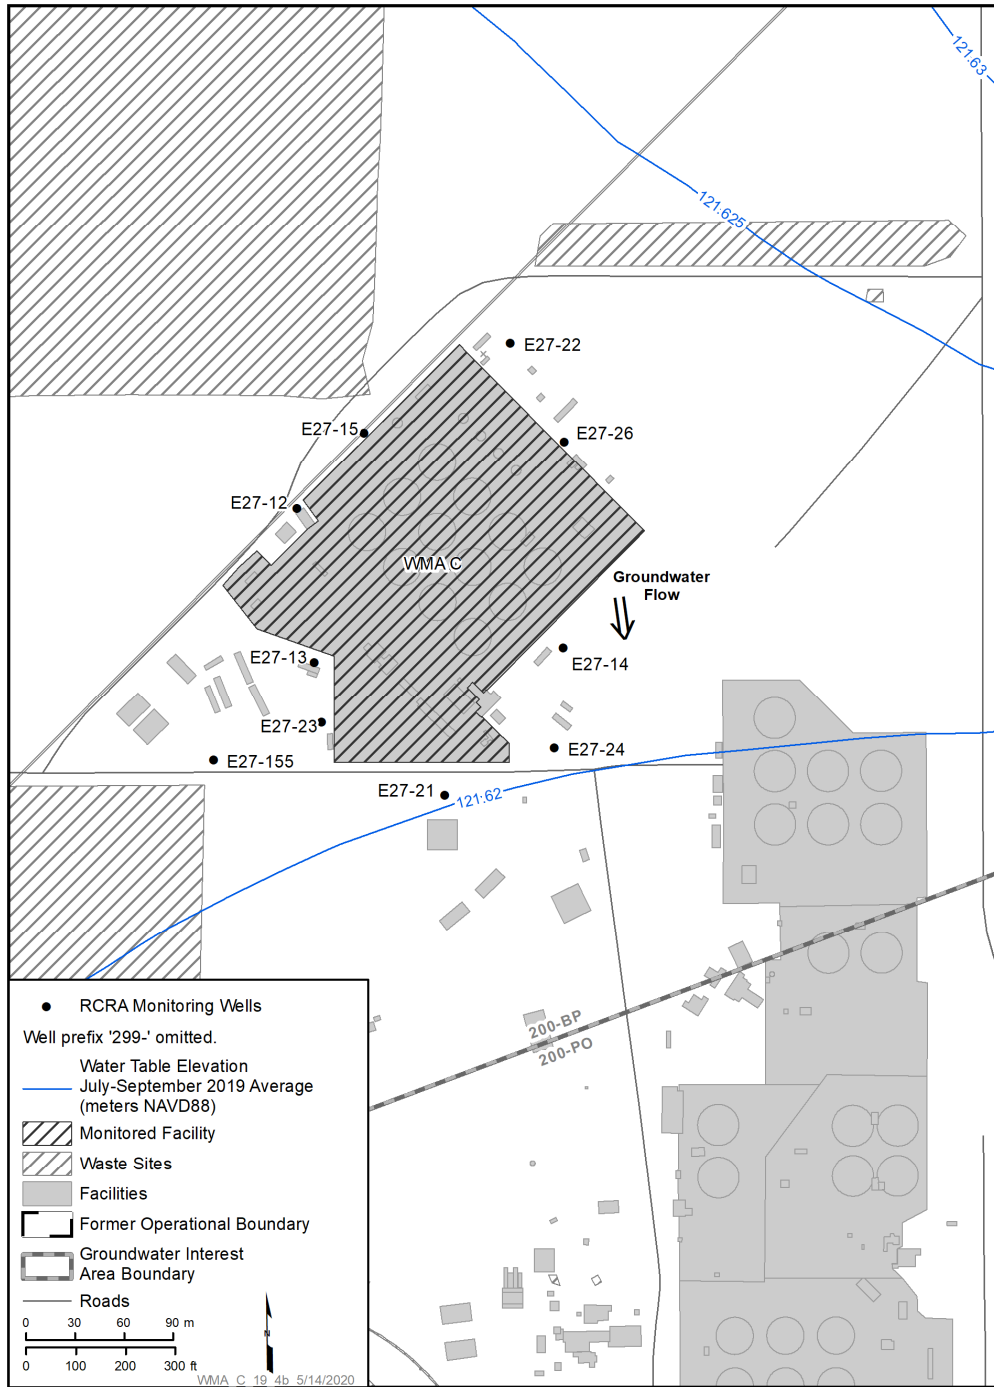 121.63
121.625
E27-22
E27-15
E27-26
E27-12
WMA C
Groundwater
Flow
E27-13
E27-14
E27-23
E27-24
E27-155
E27-21
121.62
200-BP
200-PO
RCRA Monitoring Wells
Well prefix '299-' omitted.
Water Table Elevation
July-September 2019 Average
(meters NAVD88)
Monitored Facility
Waste Sites
Facilities
Former Operational Boundary
Groundwater Interest
Area Boundary
Roads
0 30 60 90 m
0 100 200 300 ft
N
WMA_C_19_4b_5/14/2020